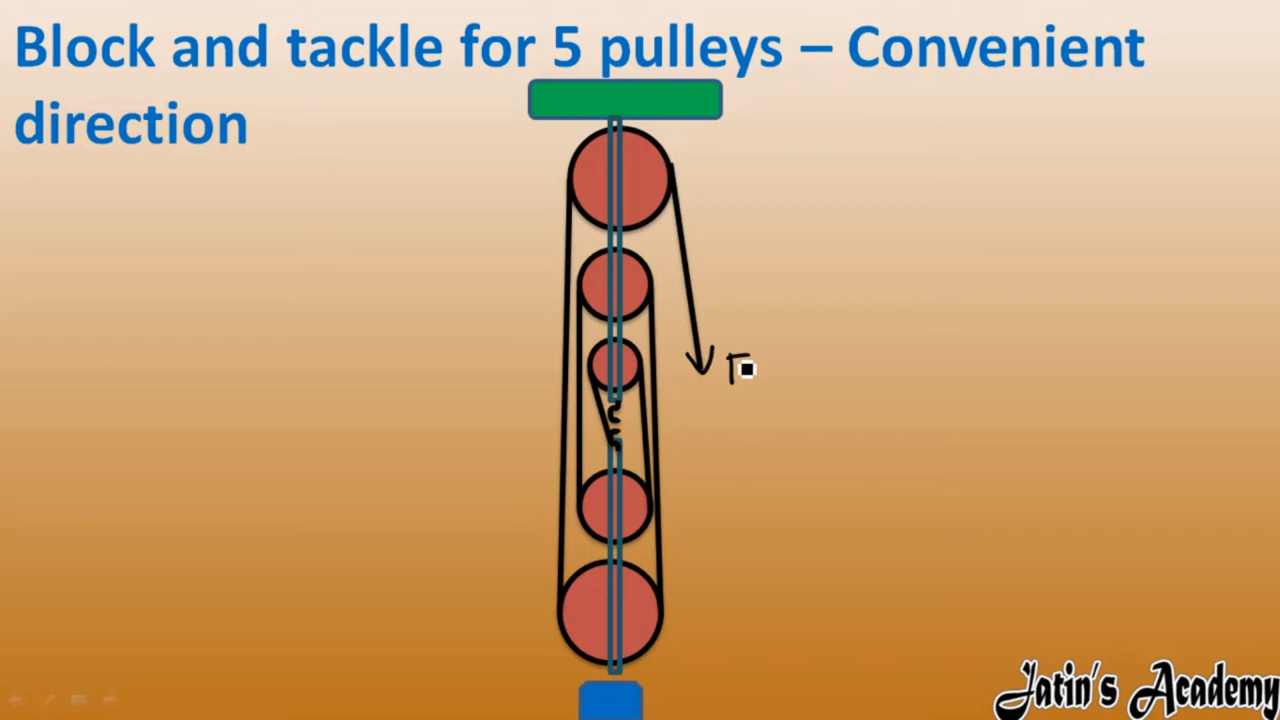 Block and tackle for 5 pulleys – Convenient
direction
Jatin's Academy